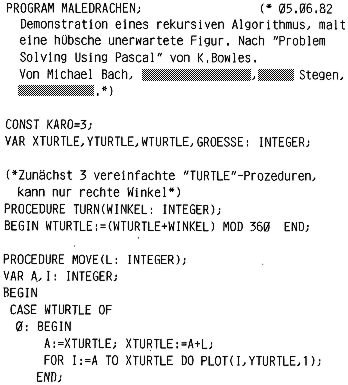 PROGRAM MALEDRACHEN; (* 05.06.82
Demonstration eines rekursiven Algorithmus, malt
eine hübsche unerwartete Figur. Nach "Problem
Solving Using Pascal" von K.Bowles.
Von Michael Bach, , Stegen,
.*)
CONST KARO=3;
VAR XTURTLE,YTURTLE,WTURTLE,GROESSE: INTEGER;
(*Zunächst 3 vereinfachte "TURTLE"-Prozeduren,
kann nur rechte Winkel*)
PROCEDURE TURN(WINKEL: INTEGER);
BEGIN WTURTLE:=(WTURTLE+WINKEL) MOD 360 END;
PROCEDURE MOVE(L: INTEGER);
VAR A,I: INTEGER;
BEGIN
CASE WTURTLE OF
0: BEGIN
A:=XTURTLE; XTURTLE:=A+L;
FOR I:=A TO XTURTLE DO PLOT(I,YTURTLE,1);
END;